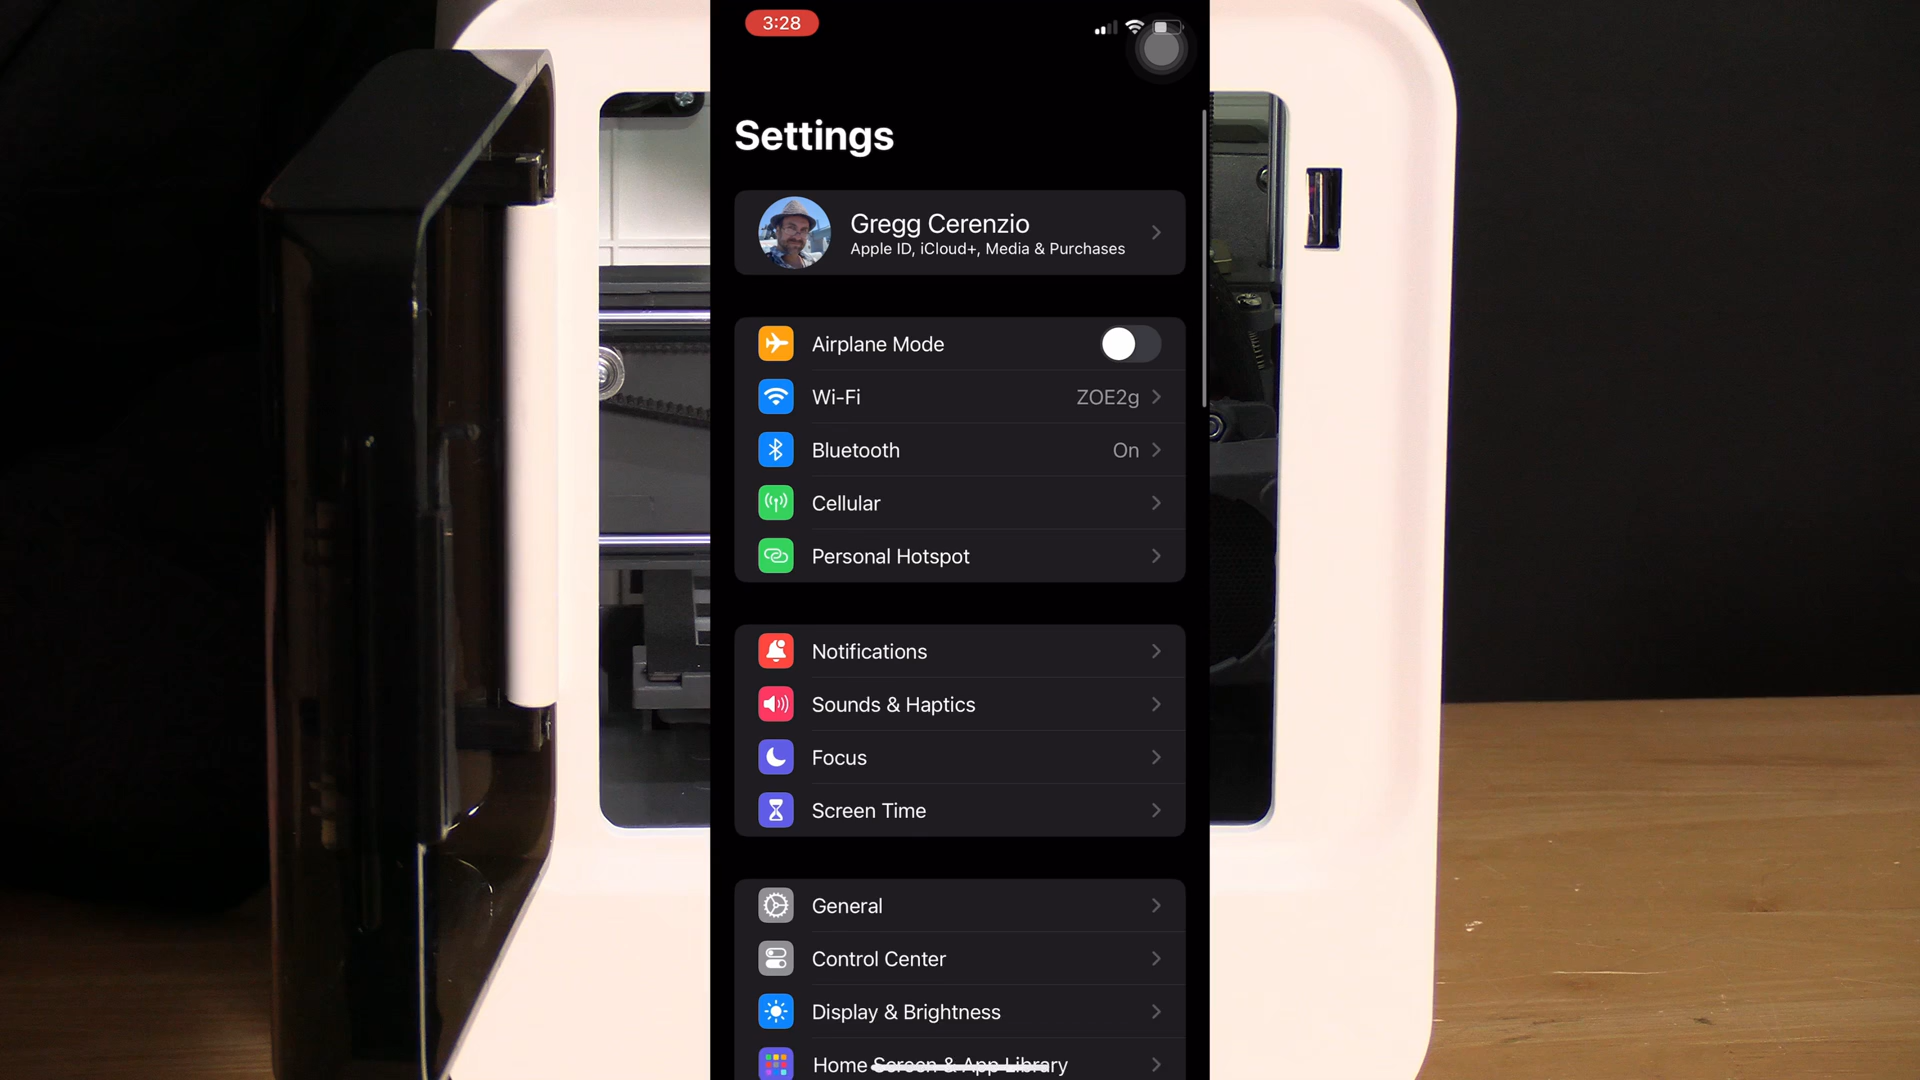 3:28
Settings
Gregg Cerenzio
Apple ID, iCloud+, Media & Purchases
Airplane Mode
Wi-Fi ZOE2g
Bluetooth On
Cellular
Personal Hotspot
Notifications
Sounds & Haptics
Focus
Screen Time
General
Control Center
Display & Brightness
Home Screen & App Library